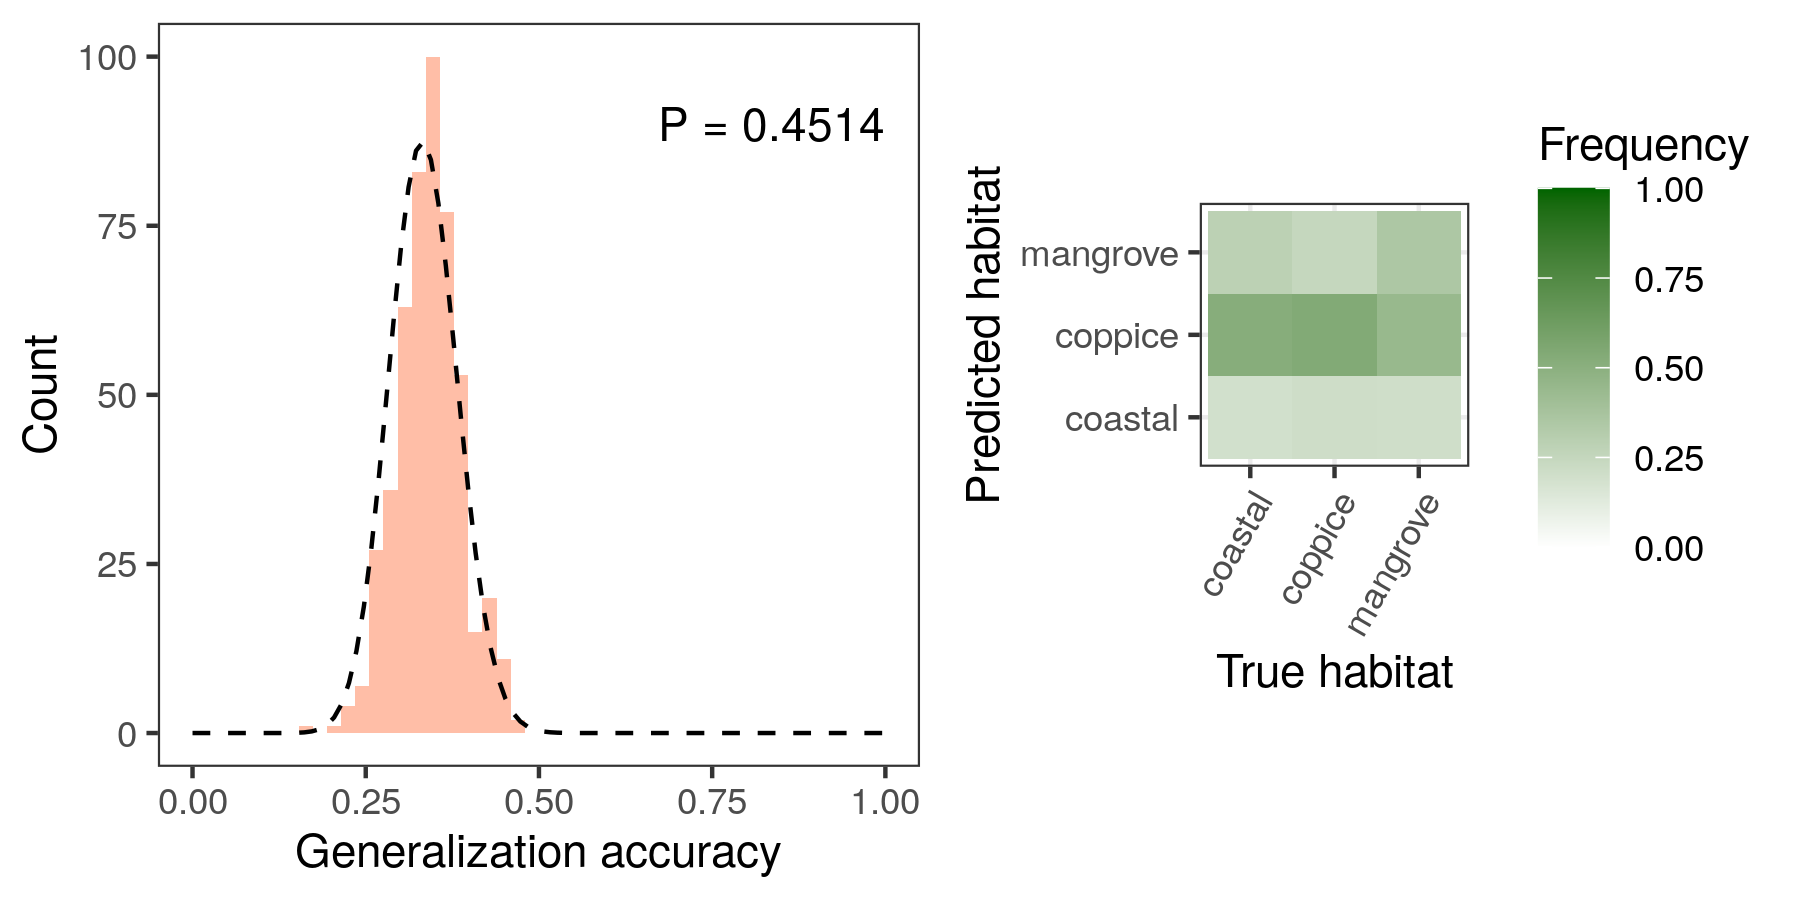 Count
100
75
50
25
0
P = 0.4514
0.00 0.25 0.50 0.75 1.00
Generalization accuracy
Predicted habitat
mangrove
coppice
coastal
coastal coppice mangrove
True habitat
Frequency
1.00
0.75
0.50
0.25
0.00